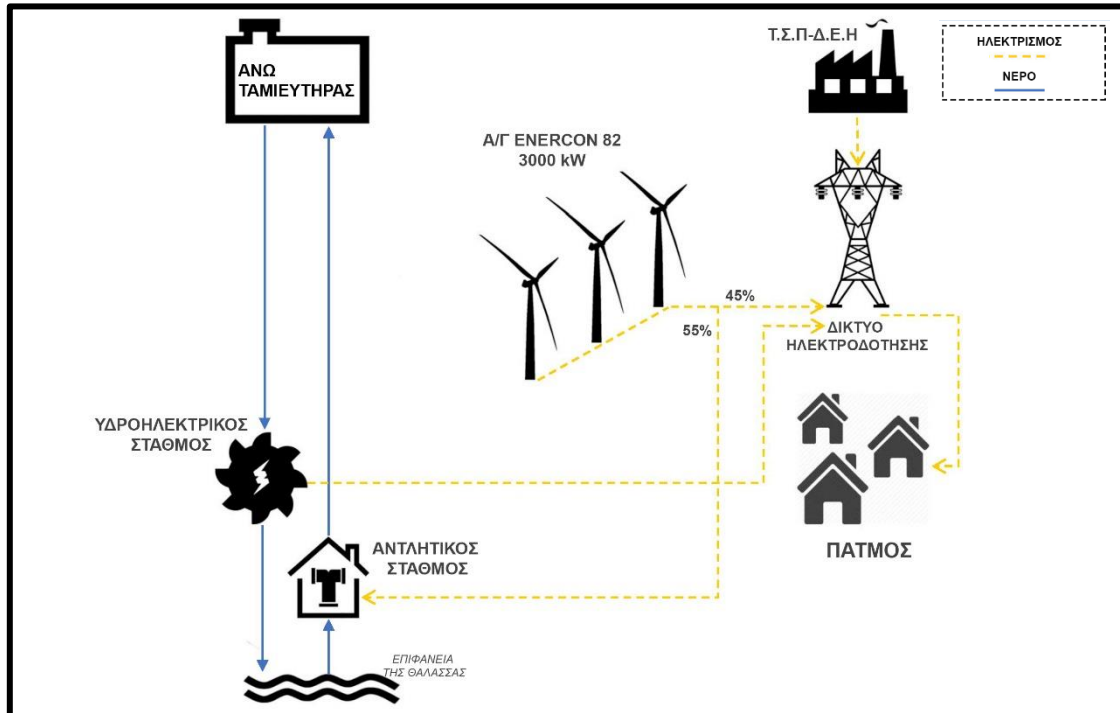 ΑΝΩ
ΤΑΜΙΕΥΤΗΡΑΣ
Τ.Σ.Π-Δ.Ε.Η
ΗΛΕΚΤΡΙΣΜΟΣ
ΝΕΡΟ
Α/Γ ENERCON 82
3000 kW
45%
55%
ΔΙΚΤΥΟ
ΗΛΕΚΤΡΟΔΟΤΗΣΗΣ
ΥΔΡΟΗΛΕΚΤΡΙΚΟΣ
ΣΤΑΘΜΟΣ
ΑΝΤΛΗΤΙΚΟΣ
ΣΤΑΘΜΟΣ
ΠΑΤΜΟΣ
ΕΠΙΦΑΝΕΙΑ
ΤΗΣ ΘΑΛΑΣΣΑΣ